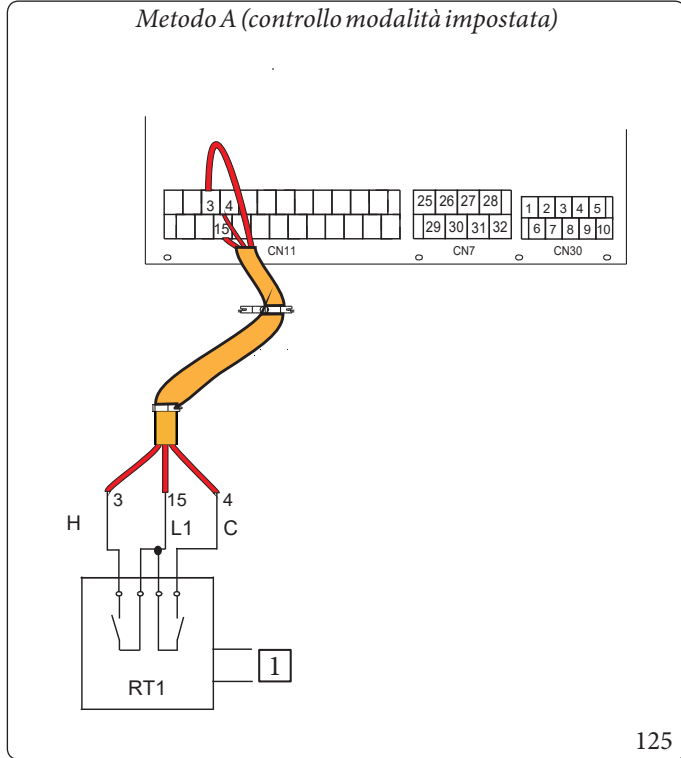 Metodo A (controllo modalità impostata)
3 4
25 26 27 28
1 2 3 4 5
15
29 30 31 32
6 7 8 9 10
CN11
CN7
CN30
3 15 4
H L1 C
1
RT1
125